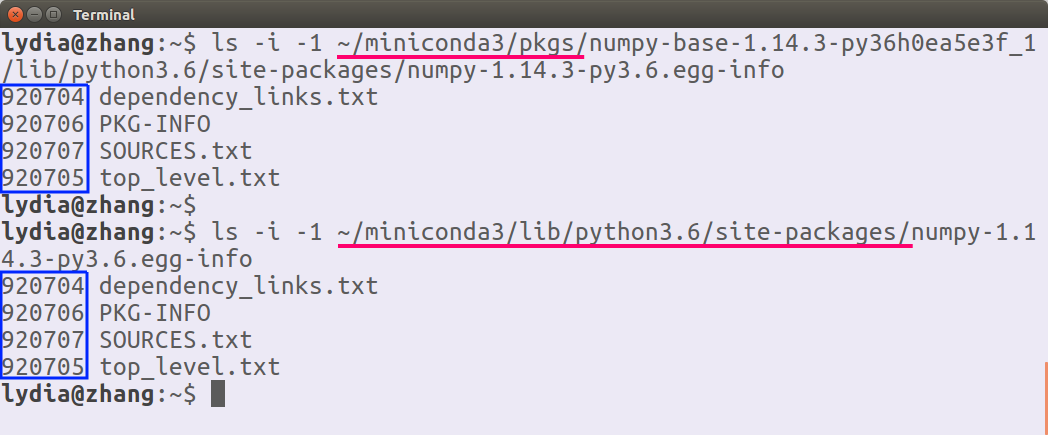 Terminal
lydia@zhang:~$ ls -i -1 ~/miniconda3/pkgs/numpy-base-1.14.3-py36h0ea5e3f_1
/lib/python3.6/site-packages/numpy-1.14.3-py3.6.egg-info
920704 dependency_links.txt
920706 PKG-INFO
920707 SOURCES.txt
920705 top_level.txt
lydia@zhang:~$
lydia@zhang:~$ ls -i -1 ~/miniconda3/lib/python3.6/site-packages/numpy-1.1
4.3-py3.6.egg-info
920704 dependency_links.txt
920706 PKG-INFO
920707 SOURCES.txt
920705 top_level.txt
lydia@zhang:~$